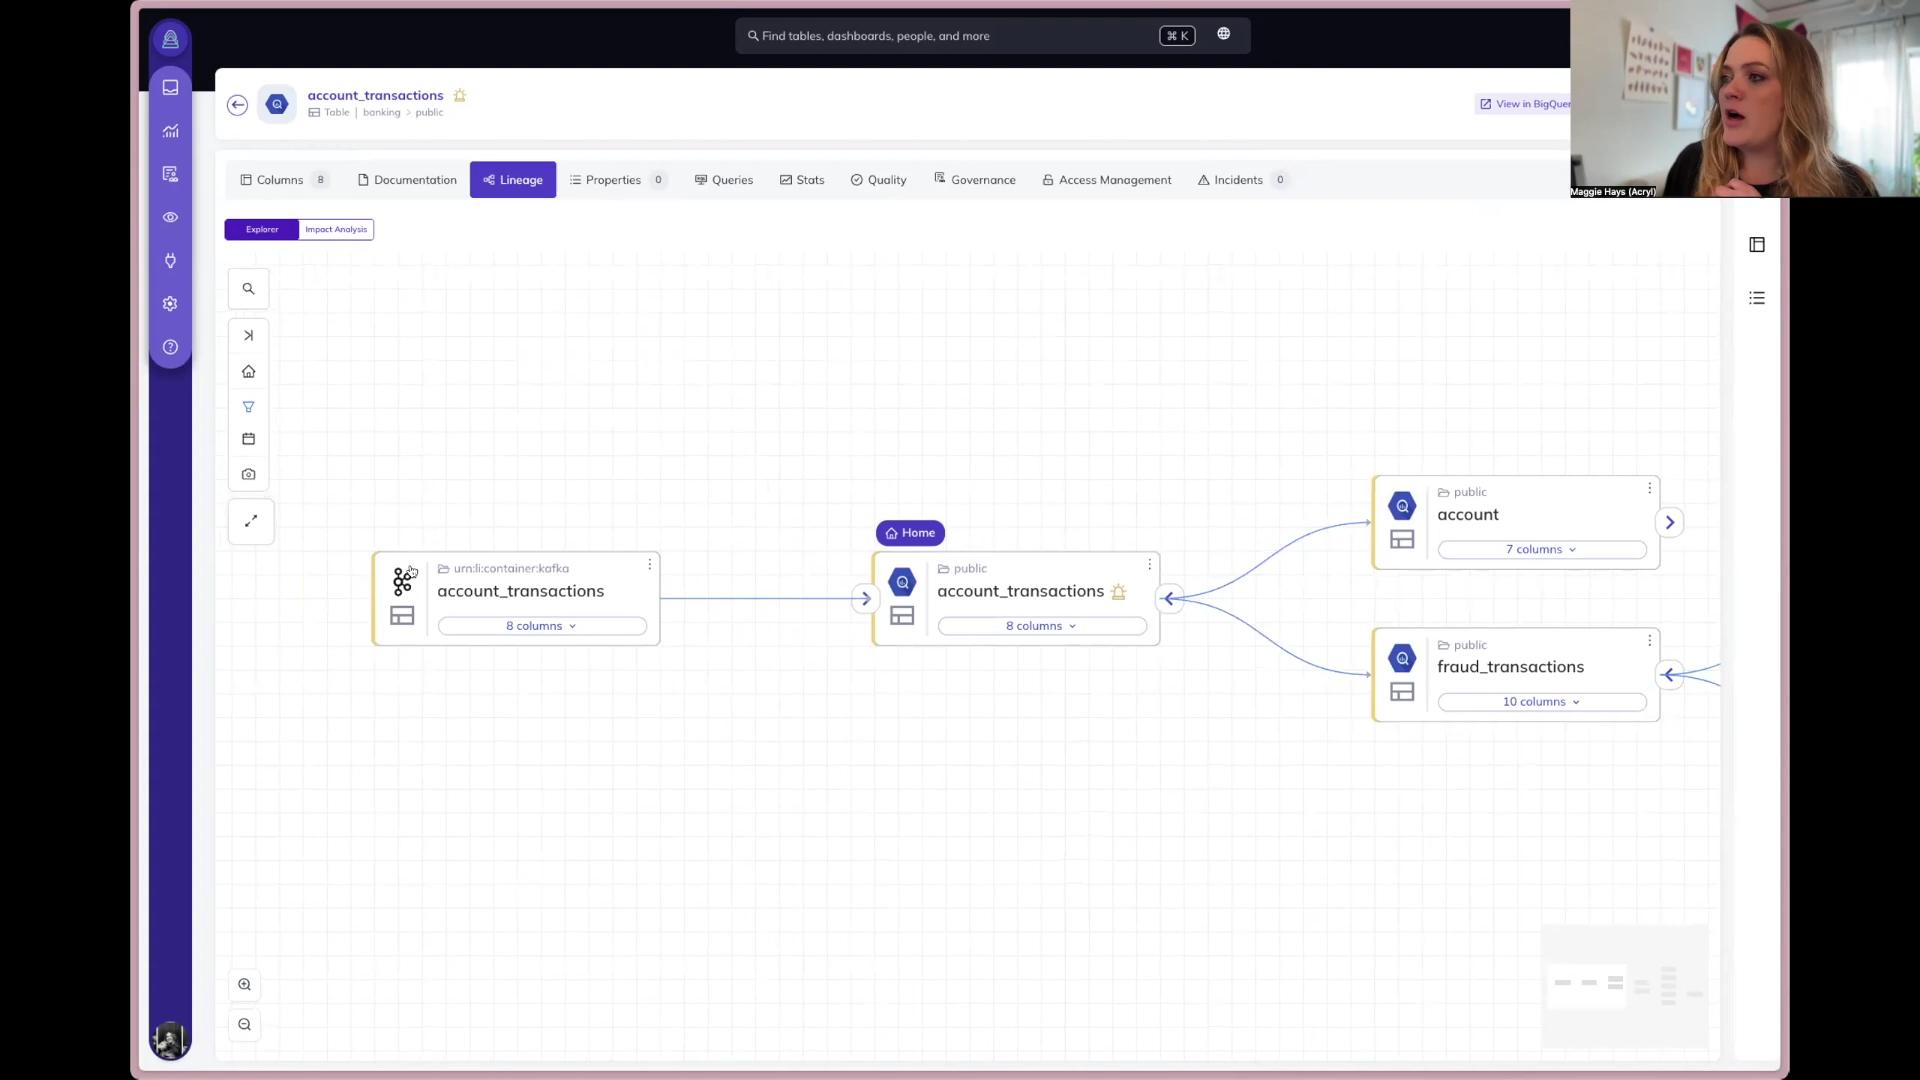 Find tables, dashboards, people, and more
⌘ K
account_transactions
Table | banking > public
View in BigQuer
Maggie Hays (Acryl)
Columns 8
Documentation
Lineage
Properties 0
Queries
Stats
Quality
Governance
Access Management
Incidents 0
Explorer
Impact Analysis
public
account
7 columns
Home
urn:li:container:kafka
account_transactions
8 columns
public
account_transactions
8 columns
public
fraud_transactions
10 columns